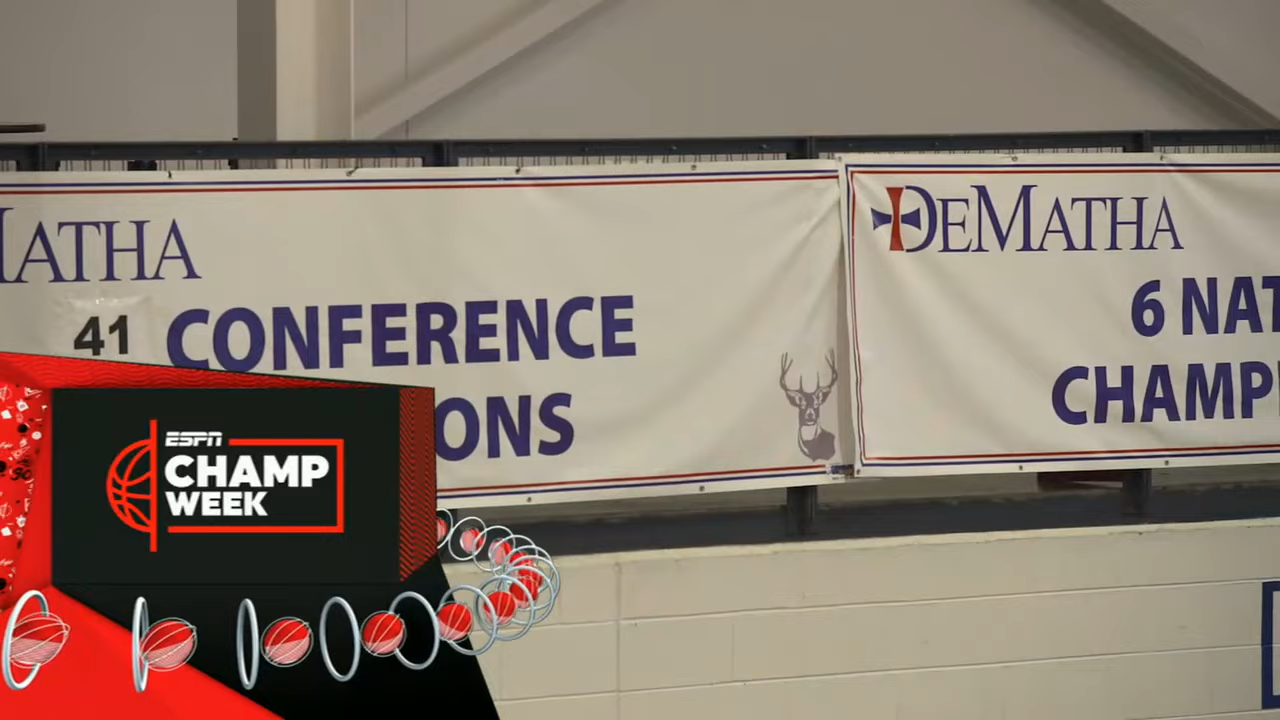 MATHA
41 CONFERENCE
ONS
DEMATHA
6 NAT
CHAMP
ESPN
CHAMP
WEEK